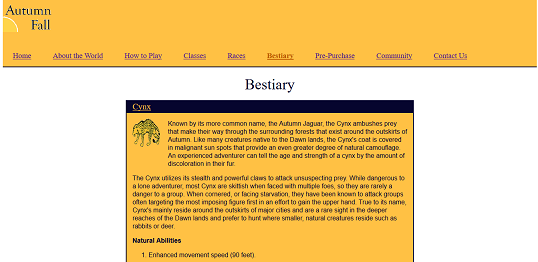 Autumn
Fall
Home About the World How to Play Classes Races Bestiary Pre-Purchase Community Contact Us
Bestiary
Cynx
Known by its more common name, the Autumn Jaguar, the Cynx ambushes prey
that make their way through the surrounding forests that exist around the outskirts of
Autumn. Like many creatures native to the Dawn lands, the Cynx's coat is covered
in malignant sun spots that provide an even greater degree of natural camouflage.
An experienced adventurer can tell the age and strength of a cynx by the amount of
discoloration in their fur.
The Cynx utilizes its stealth and powerful claws to attack unsuspecting prey. While dangerous to
a lone adventurer, most Cynx are skittish when faced with multiple foes, so they are rarely a
danger to a group. When cornered, or facing starvation, they have been known to attack groups
often targeting the most imposing figure first in an effort to gain the upper hand. True to its name,
Cynx's mainly reside around the outskirts of major cities and are a rare sight in the deeper
reaches of the Dawn lands and prefer to hunt where smaller, natural creatures reside such as
rabbits or deer.
Natural Abilities
1. Enhanced movement speed (90 feet)